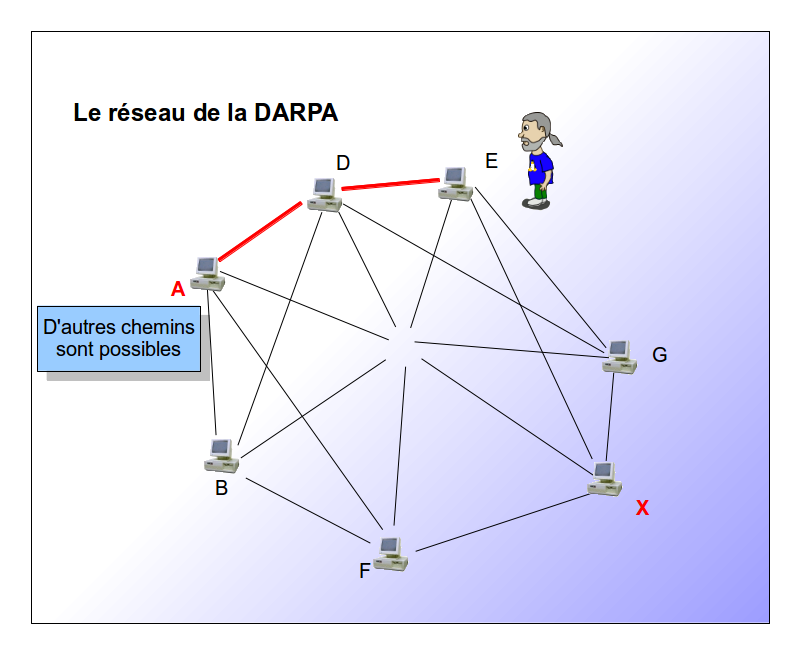 Le réseau de la DARPA
D
E
A
D'autres chemins
sont possibles
G
B
X
F